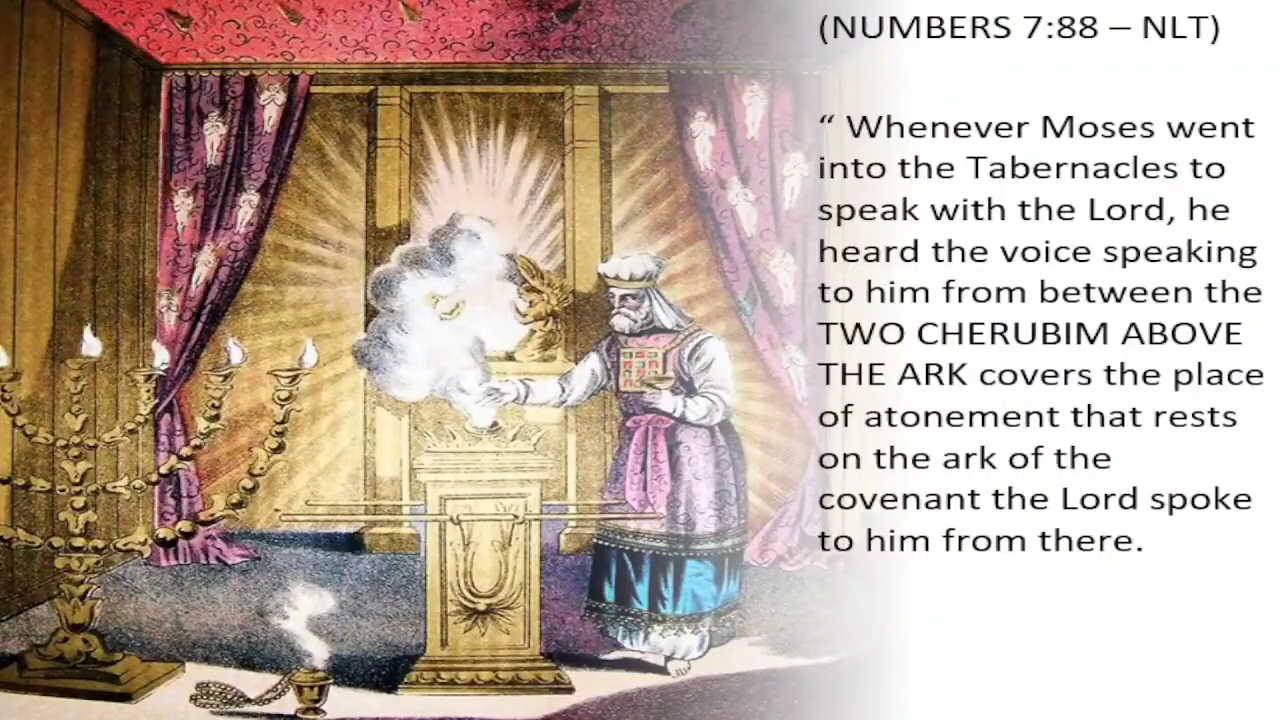 (NUMBERS 7:88 – NLT)
“ Whenever Moses went
into the Tabernacles to
speak with the Lord, he
heard the voice speaking
to him from between the
TWO CHERUBIM ABOVE
THE ARK covers the place
of atonement that rests
on the ark of the
covenant the Lord spoke
to him from there.